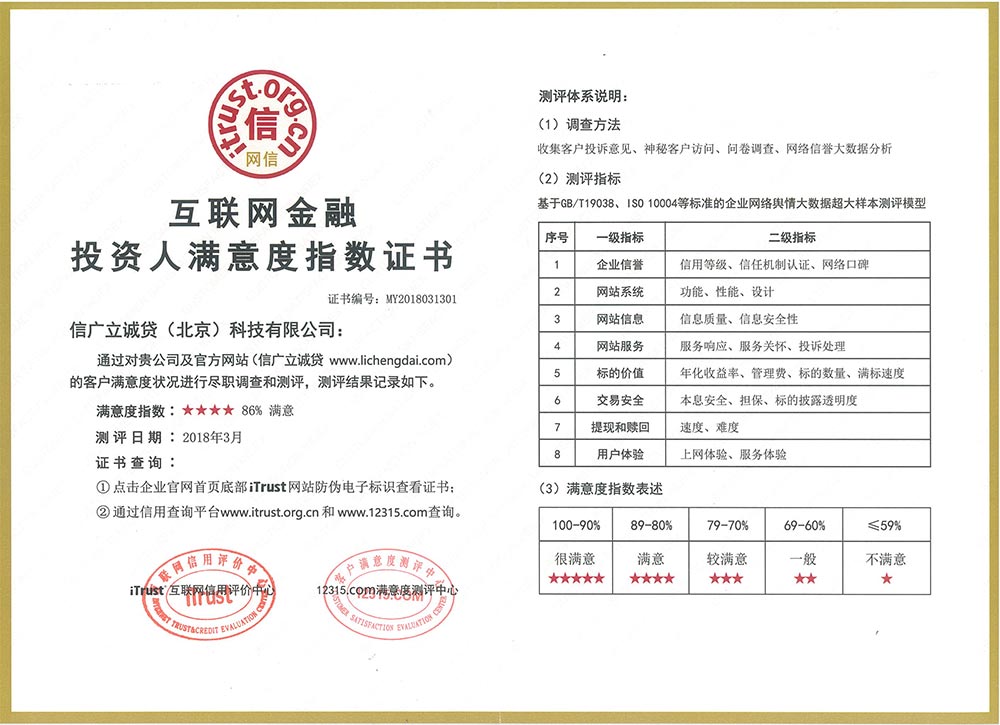 itrust.org.cn
信
网信
互联网金融
投资人满意度指数证书
证书编号：MY2018031301
信广立诚贷（北京）科技有限公司：
通过对贵公司及官方网站（信广立诚贷 www.lichengdai.com）
的客户满意度状况进行尽职调查和测评，测评结果记录如下。
满意度指数：★★★★ 86% 满意
测评日期：2018年3月
证书查询：
①点击企业官网首页底部iTrust网站防伪电子标识查看证书；
②通过信用查询平台www.itrust.org.cn 和 www.12315.com查询。
互联网信用评价中心
iTrust 互联网信用评价中心
iTrust
INTERNET TRUST&CREDIT EVALUATION CENTER
客户满意度测评中心
12315.com满意度测评中心
12315.COM
CUSTOMER SATISFACTION EVALUATION CENTER
测评体系说明：
（1）调查方法
收集客户投诉意见、神秘客户访问、问卷调查、网络信誉大数据分析
（2）测评指标
基于GB/T19038、ISO 10004等标准的企业网络舆情大数据超大样本测评模型
序号 一级指标 二级指标
1 企业信誉 信用等级、信任机制认证、网络口碑
2 网站系统 功能、性能、设计
3 网站信息 信息质量、信息安全性
4 网站服务 服务响应、服务关怀、投诉处理
5 标的价值 年化收益率、管理费、标的数量、满标速度
6 交易安全 本息安全、担保、标的披露透明度
7 提现和赎回 速度、难度
8 用户体验 上网体验、服务体验
（3）满意度指数表述
100-90% 89-80% 79-70% 69-60% ≤59%
很满意 满意 较满意 一般 不满意
★★★★★ ★★★★ ★★★ ★★ ★